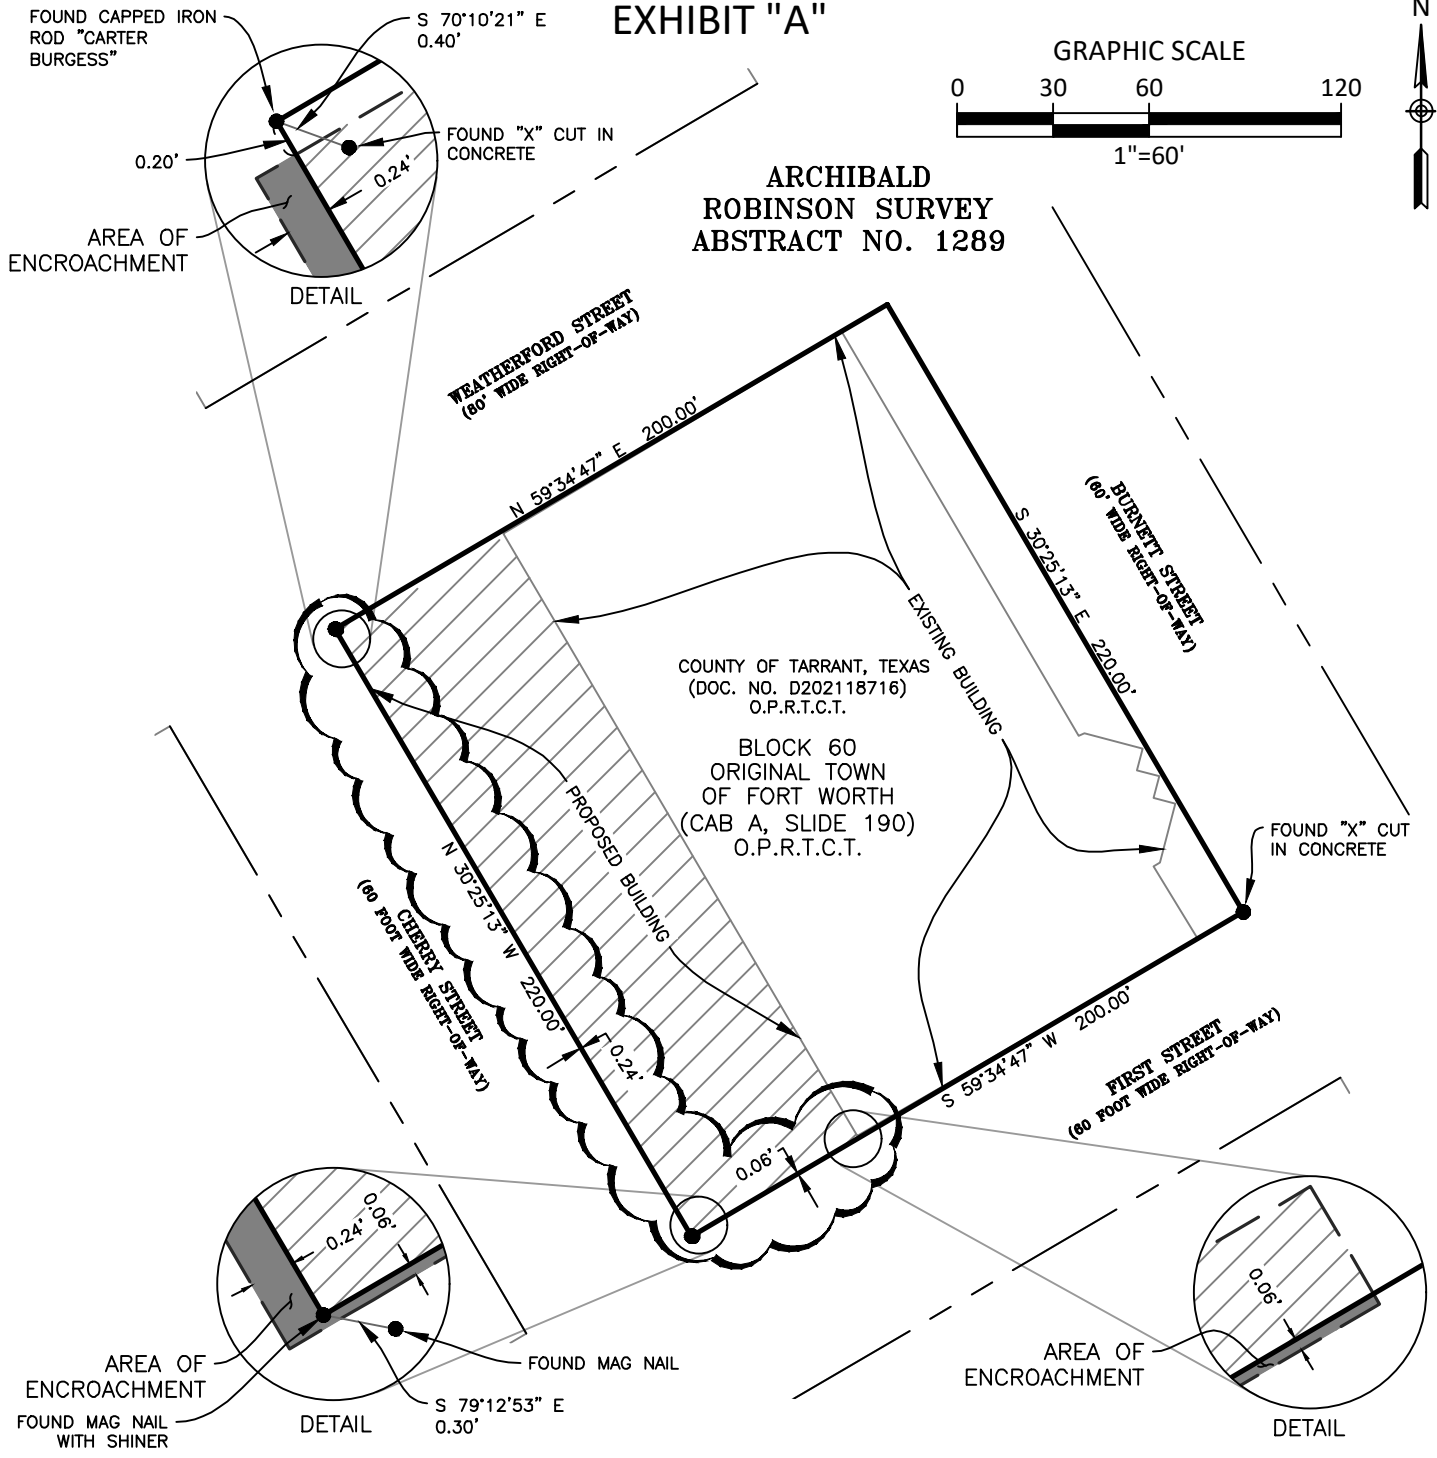 EXHIBIT "A"
N
FOUND CAPPED IRON
ROD "CARTER
BURGESS"
S 70°10'21" E
0.40'
GRAPHIC SCALE
0 30 60 120
1"=60'
0.20'
FOUND "X" CUT IN
CONCRETE
0.24'
AREA OF
ENCROACHMENT
DETAIL
ARCHIBALD
ROBINSON SURVEY
ABSTRACT NO. 1289
WEATHERFORD STREET
(80' WIDE RIGHT-OF-WAY)
N 59°34'47" E 200.00'
BURNETT STREET
(60' WIDE RIGHT-OF-WAY)
S 30°25'13" E 220.00'
EXISTING BUILDING
COUNTY OF TARRANT, TEXAS
(DOC. NO. D202118716)
O.P.R.T.C.T.
BLOCK 60
ORIGINAL TOWN
OF FORT WORTH
(CAB A, SLIDE 190)
O.P.R.T.C.T.
PROPOSED BUILDING
FOUND "X" CUT
IN CONCRETE
N 30°25'13" W 220.00'
CHERRY STREET
(60 FOOT WIDE RIGHT-OF-WAY)
0.24'
S 59°34'47" W 200.00'
FIRST STREET
(60 FOOT WIDE RIGHT-OF-WAY)
0.06'
0.06'
0.24'
AREA OF
ENCROACHMENT
FOUND MAG NAIL
WITH SHINER
DETAIL
FOUND MAG NAIL
S 79°12'53" E
0.30'
0.06'
AREA OF
ENCROACHMENT
DETAIL